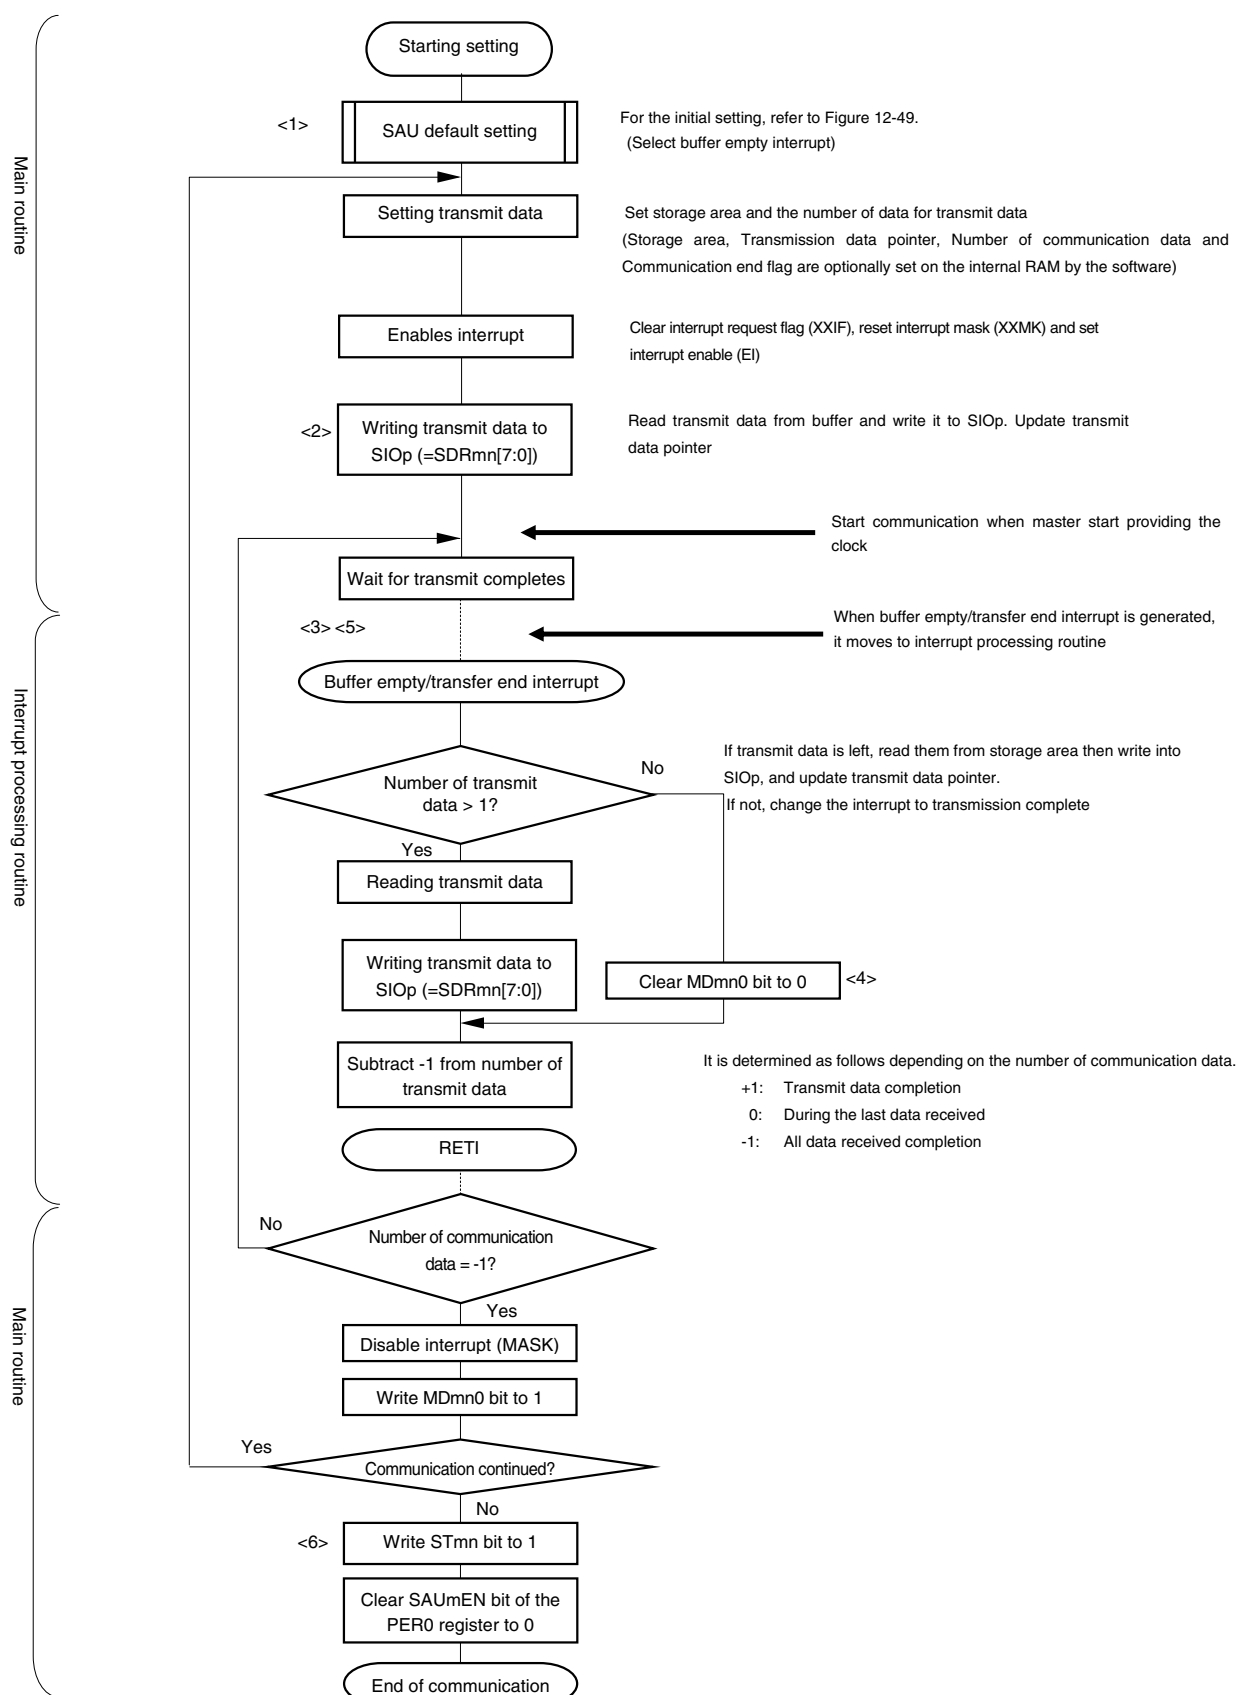 Starting setting
<1>
SAU default setting
For the initial setting, refer to Figure 12-49.
(Select buffer empty interrupt)
Main routine
Setting transmit data
Set storage area and the number of data for transmit data
(Storage area, Transmission data pointer, Number of communication data and
Communication end flag are optionally set on the internal RAM by the software)
Enables interrupt
Clear interrupt request flag (XXIF), reset interrupt mask (XXMK) and set
interrupt enable (EI)
<2>
Writing transmit data to
SIOp (=SDRmn[7:0])
Read transmit data from buffer and write it to SIOp. Update transmit
data pointer
Start communication when master start providing the
clock
Wait for transmit completes
<3> <5>
When buffer empty/transfer end interrupt is generated,
it moves to interrupt processing routine
Interrupt processing routine
Buffer empty/transfer end interrupt
Number of transmit
data > 1?
No
If transmit data is left, read them from storage area then write into
SIOp, and update transmit data pointer.
If not, change the interrupt to transmission complete
Yes
Reading transmit data
Writing transmit data to
SIOp (=SDRmn[7:0])
Clear MDmn0 bit to 0
<4>
Subtract -1 from number of
transmit data
It is determined as follows depending on the number of communication data.
+1: Transmit data completion
0: During the last data received
-1: All data received completion
RETI
No
Number of communication
data = -1?
Yes
Main routine
Disable interrupt (MASK)
Write MDmn0 bit to 1
Yes
Communication continued?
No
<6>
Write STmn bit to 1
Clear SAUmEN bit of the
PER0 register to 0
End of communication